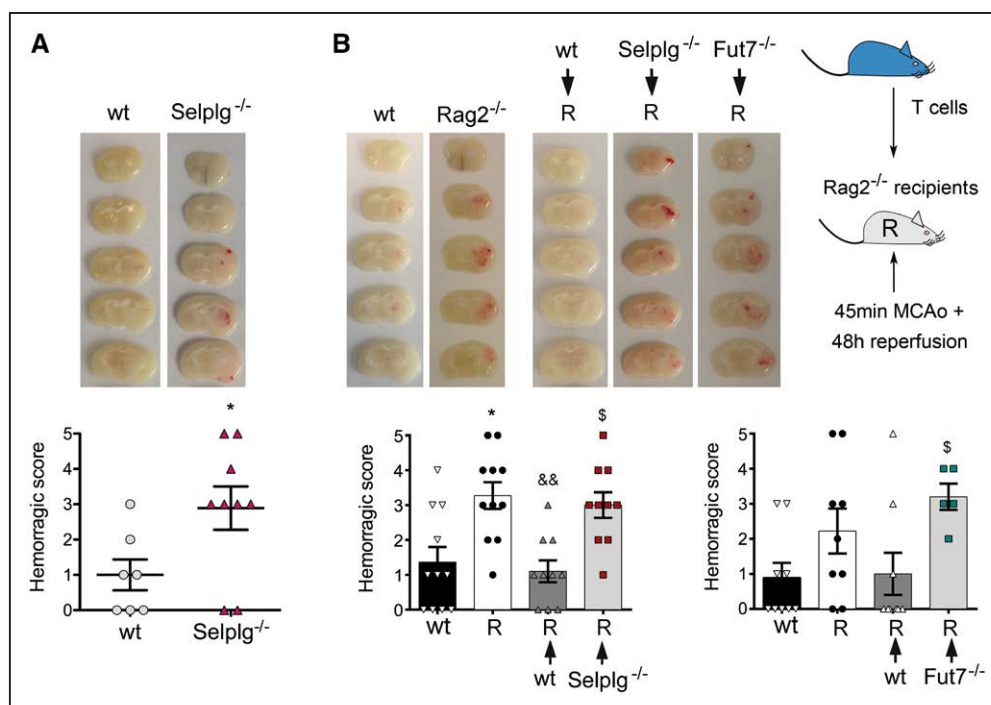 A
B
wt Selplg-/-
wt Rag2-/-
wt Selplg-/- Fut7-/-
R R R
T cells
Rag2-/- recipients
R
45min MCAo +
48h reperfusion
*
Hemorragic score
5
4
3
2
1
0
wt Selplg-/-
* && $
Hemorragic score
5
4
3
2
1
0
wt R R R
wt Selplg-/-
$
Hemorragic score
5
4
3
2
1
0
wt R R R
wt Fut7-/-